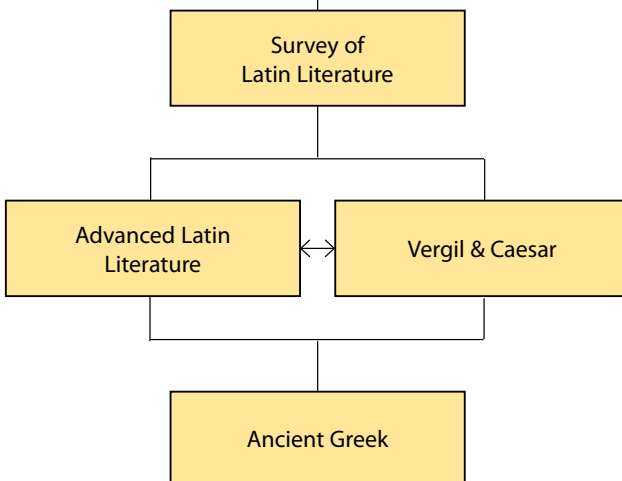 Survey of
Latin Literature
Advanced Latin
Literature
Vergil & Caesar
Ancient Greek